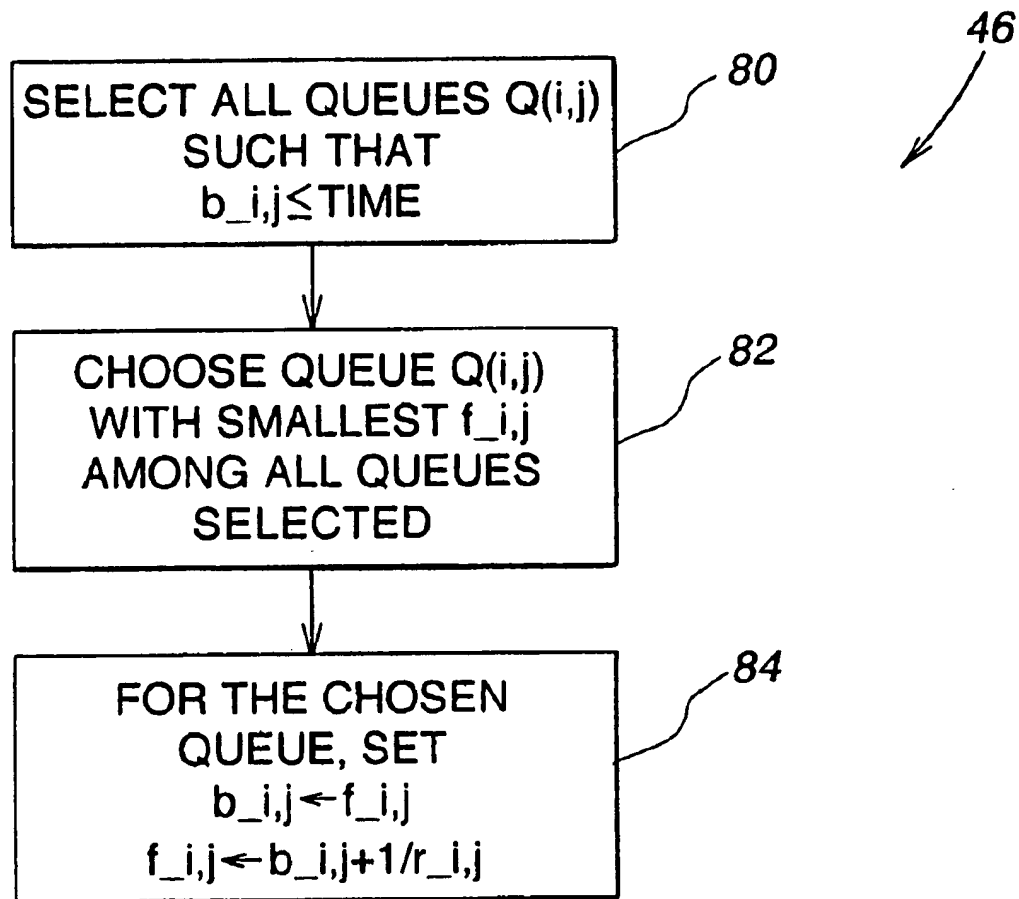 46
80
SELECT ALL QUEUES Q(i,j)
SUCH THAT
b_i,j≤TIME
82
CHOOSE QUEUE Q(i,j)
WITH SMALLEST f_i,j
AMONG ALL QUEUES
SELECTED
84
FOR THE CHOSEN
QUEUE, SET
b_i,j←f_i,j
f_i,j←b_i,j+1/r_i,j